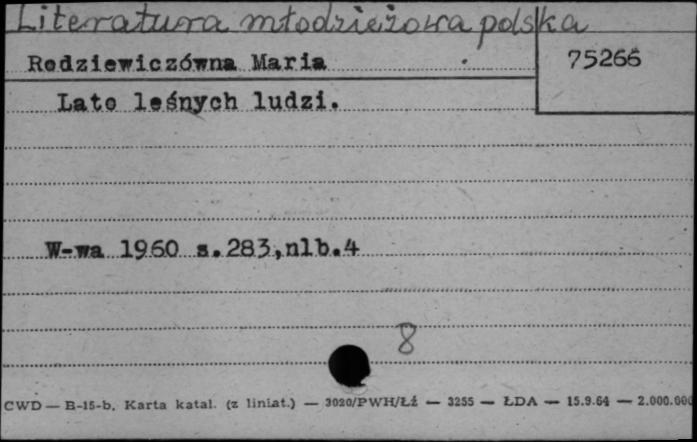 Literatura młodzieżowa polska
Rodziewiczówna Maria
75266
Lato leśnych ludzi.
W-wa 1960 s.283,nlb.4
8
CWD — B-15-b. Karta katal. (z liniat.) — 3020/PWH/Łź — 3255 — ŁDA — 15.9.64 — 2.000.000